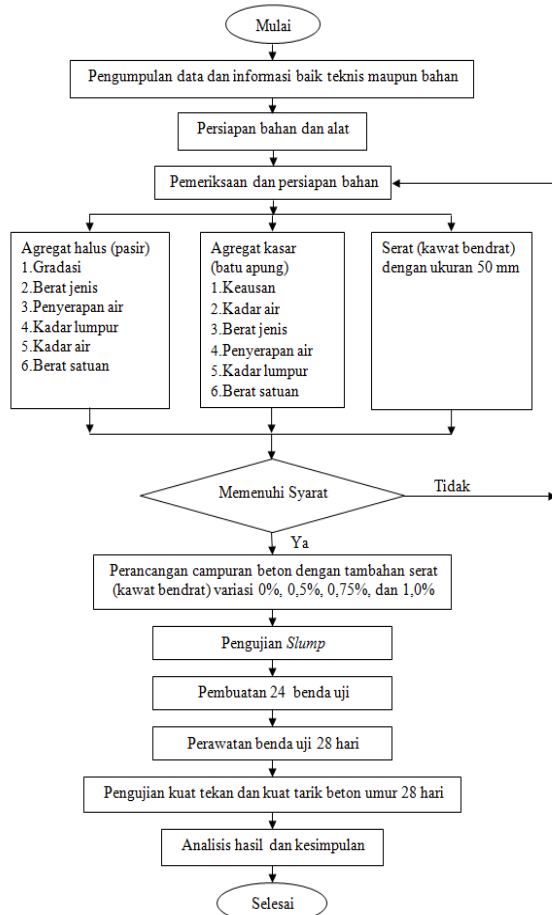 Mulai
Pengumpulan data dan informasi baik teknis maupun bahan
Persiapan bahan dan alat
Pemeriksaan dan persiapan bahan
Agregat halus (pasir)
1.Gradasi
2.Berat jenis
3.Penyerapan air
4.Kadar lumpur
5.Kadar air
6.Berat satuan
Agregat kasar
(batu apung)
1.Keausan
2.Kadar air
3.Berat jenis
4.Penyerapan air
5.Kadar lumpur
6.Berat satuan
Serat (kawat bendrat)
dengan ukuran 50 mm
Memenuhi Syarat
Tidak
Ya
Perancangan campuran beton dengan tambahan serat
(kawat bendrat) variasi 0%, 0,5%, 0,75%, dan 1,0%
Pengujian Slump
Pembuatan 24 benda uji
Perawatan benda uji 28 hari
Pengujian kuat tekan dan kuat tarik beton umur 28 hari
Analisis hasil dan kesimpulan
Selesai